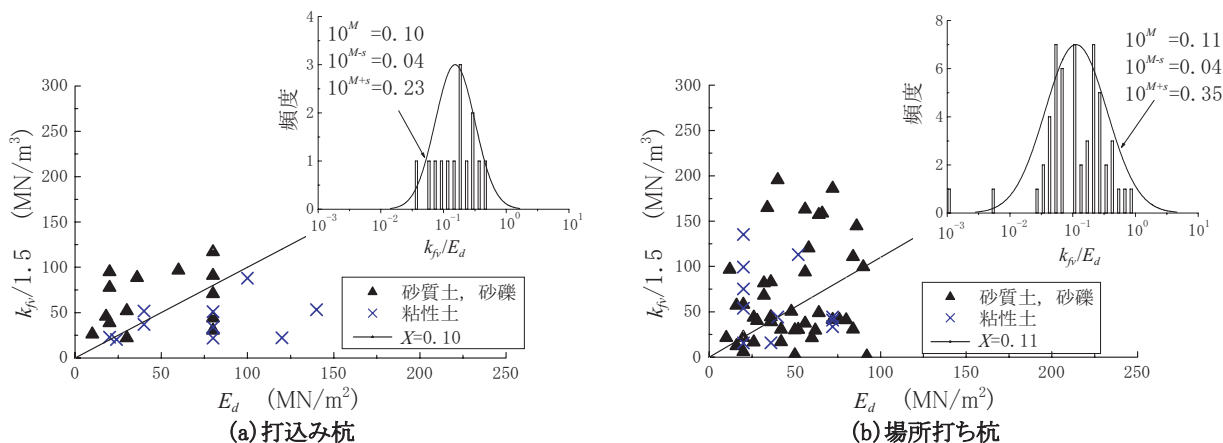 10^M =0.10
10^M-s =0.04
10^M+s =0.23
頻度
4
3
2
1
0
10^-3 10^-2 10^-1 10^0 10^1
k_fv/E_d
k_fv/1.5 (MN/m^3)
300
250
200
150
100
50
0
0 50 100 150 200 250
▲ 砂質土, 砂礫
× 粘性土
X=0.10
E_d (MN/m^2)
(a)打込み杭
10^M =0.11
10^M-s =0.04
10^M+s =0.35
頻度
8
6
4
2
0
10^-3 10^-2 10^-1 10^0 10^1
k_fv/E_d
k_fv/1.5 (MN/m^3)
300
250
200
150
100
50
0
0 50 100 150 200 250
▲ 砂質土, 砂礫
× 粘性土
X=0.11
E_d (MN/m^2)
(b)場所打ち杭